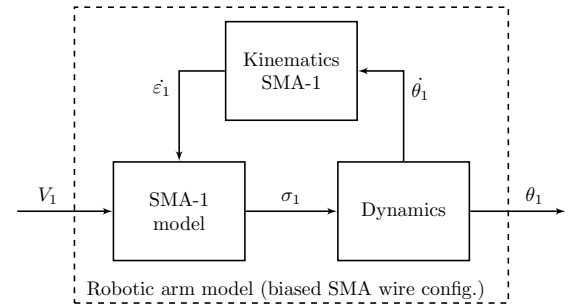 Kinematics
SMA-1
ε̇₁
θ̇₁
V₁
SMA-1
model
σ₁
Dynamics
θ₁
Robotic arm model (biased SMA wire config.)